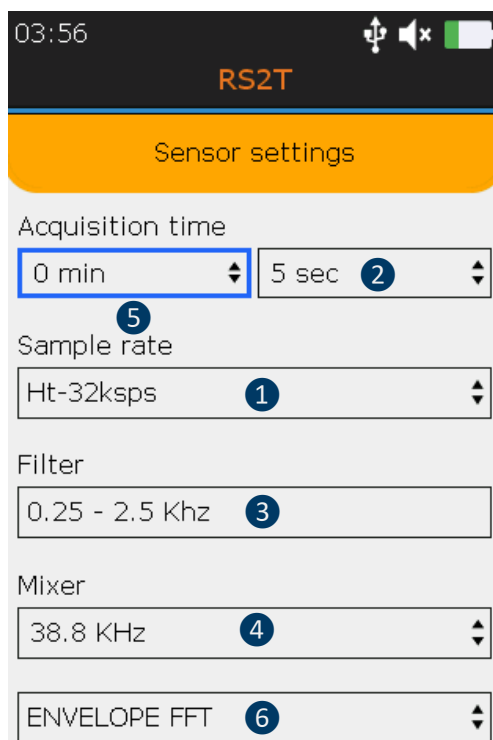 03:56
RS2T
Sensor settings
Acquisition time
0 min 5 sec 2
5
Sample rate
Ht-32ksps 1
Filter
0.25 - 2.5 Khz 3
Mixer
38.8 KHz 4
ENVELOPE FFT 6